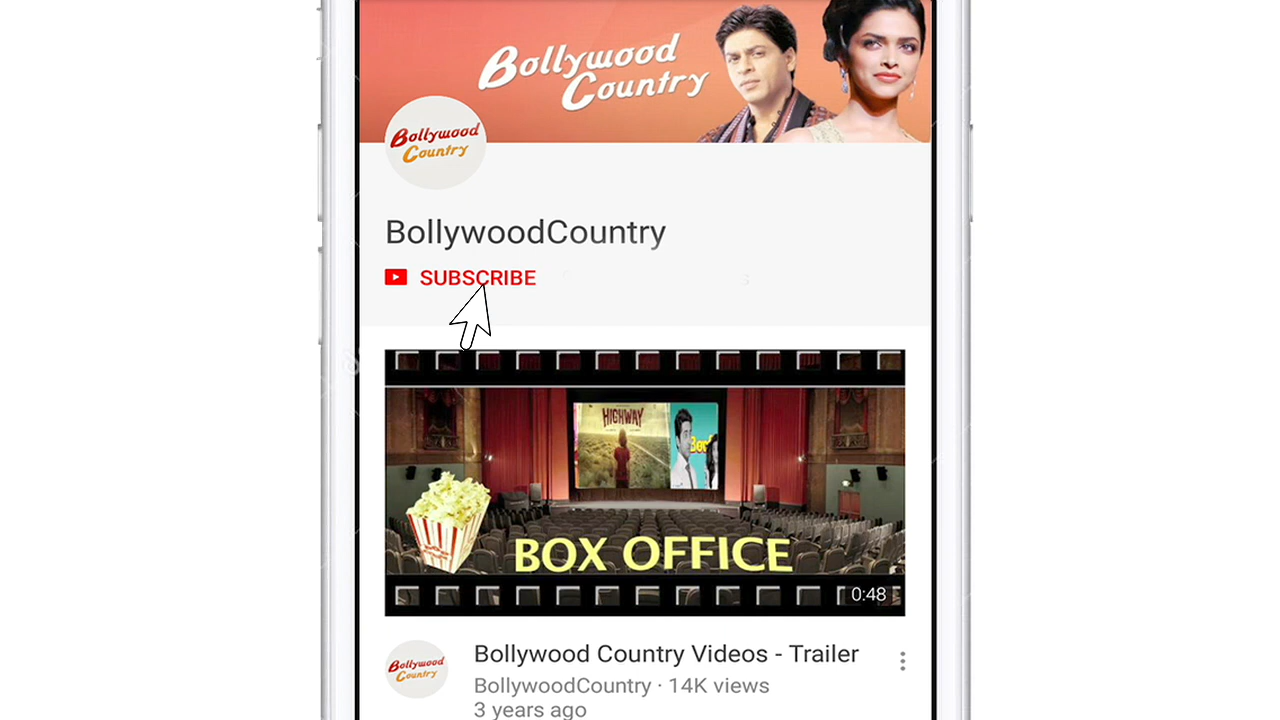 Bollywood
Country
Bollywood
Country
BollywoodCountry
SUBSCRIBE
HIGHWAY
BOX OFFICE
0:48
Bollywood
Country
Bollywood Country Videos - Trailer
BollywoodCountry · 14K views
3 years ago